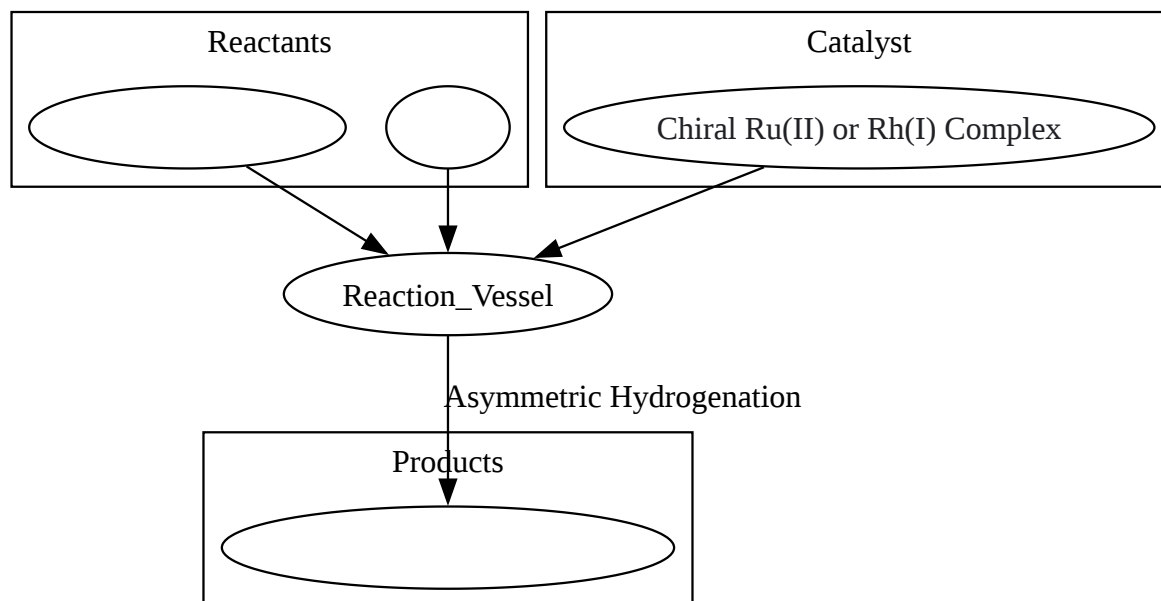 Reactants
Catalyst
Chiral Ru(II) or Rh(I) Complex
Reaction_Vessel
Asymmetric Hydrogenation
Products